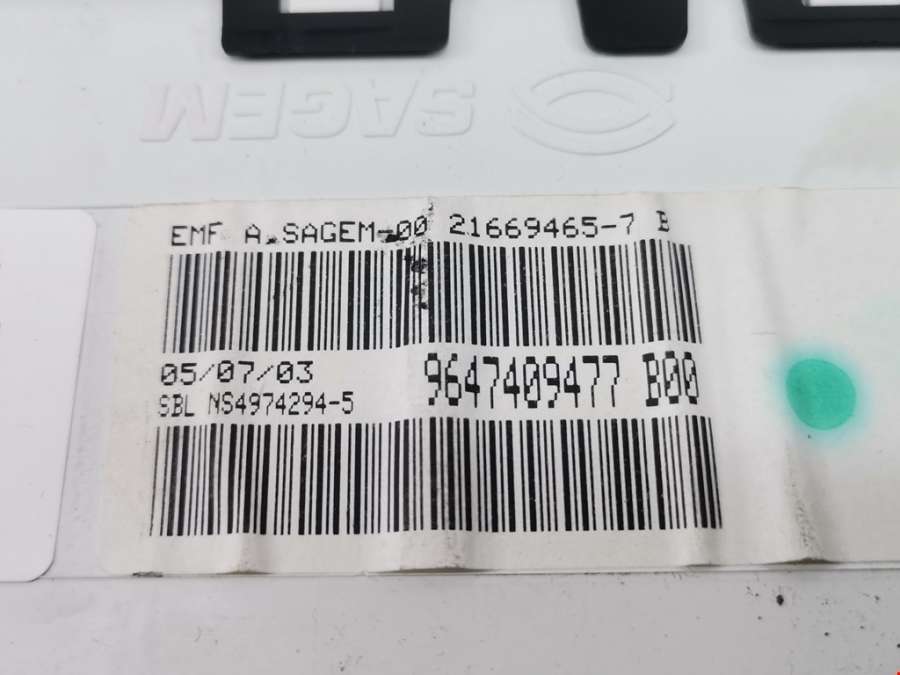 SAGEM
EMF A.SAGEM-00 21669465-7 B
05/07/03
9647409477 B00
SBL NS4974294-5